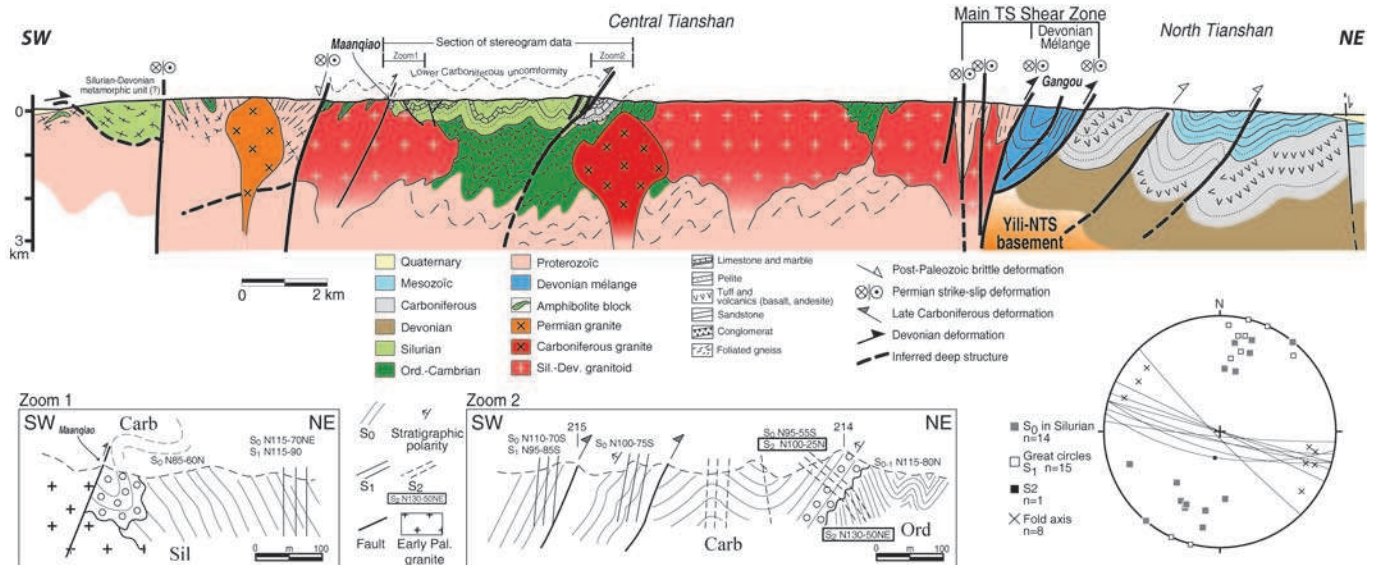 Central Tianshan
Main TS Shear Zone
North Tianshan
SW
NE
Maanqiao
Section of stereogram data
Zoom1
Zoom2
Devonian
Mélange
Gangou
Silurian-Devonian
metamorphic unit (?)
Lower Carboniferous uncomformity
0
3
km
Yili-NTS
basement
0 2 km
Quaternary
Mesozoïc
Carboniferous
Devonian
Silurian
Ord.-Cambrian
Proterozoïc
Devonian mélange
Amphibolite block
Permian granite
Carboniferous granite
Sil.-Dev. granitoid
Limestone and marble
Pelite
Tuff and
volcanics (basalt, andesite)
Sandstone
Conglomerat
Foliated gneiss
Post-Paleozoic brittle deformation
Permian strike-slip deformation
Late Carboniferous deformation
Devonian deformation
Inferred deep structure
Zoom 1
SW
NE
Maanqiao
Carb
S0 N85-60N
S0 N115-70NE
S1 N115-90
Sil
0 m 100
S0
Stratigraphic
polarity
S1
S2
S2 N130-50NE
Fault
Early Pal.
granite
Zoom 2
SW
NE
S0 N110-70S
S1 N95-85S
215
S0 N100-75S
S0 N95-55S
S2 N100-25N
214
S0-1 N115-80N
Carb
S2 N130-50NE
Ord
0 m 100
N
S0 in Silurian
n=14
Great circles
S1 n=15
S2
n=1
Fold axis
n=8